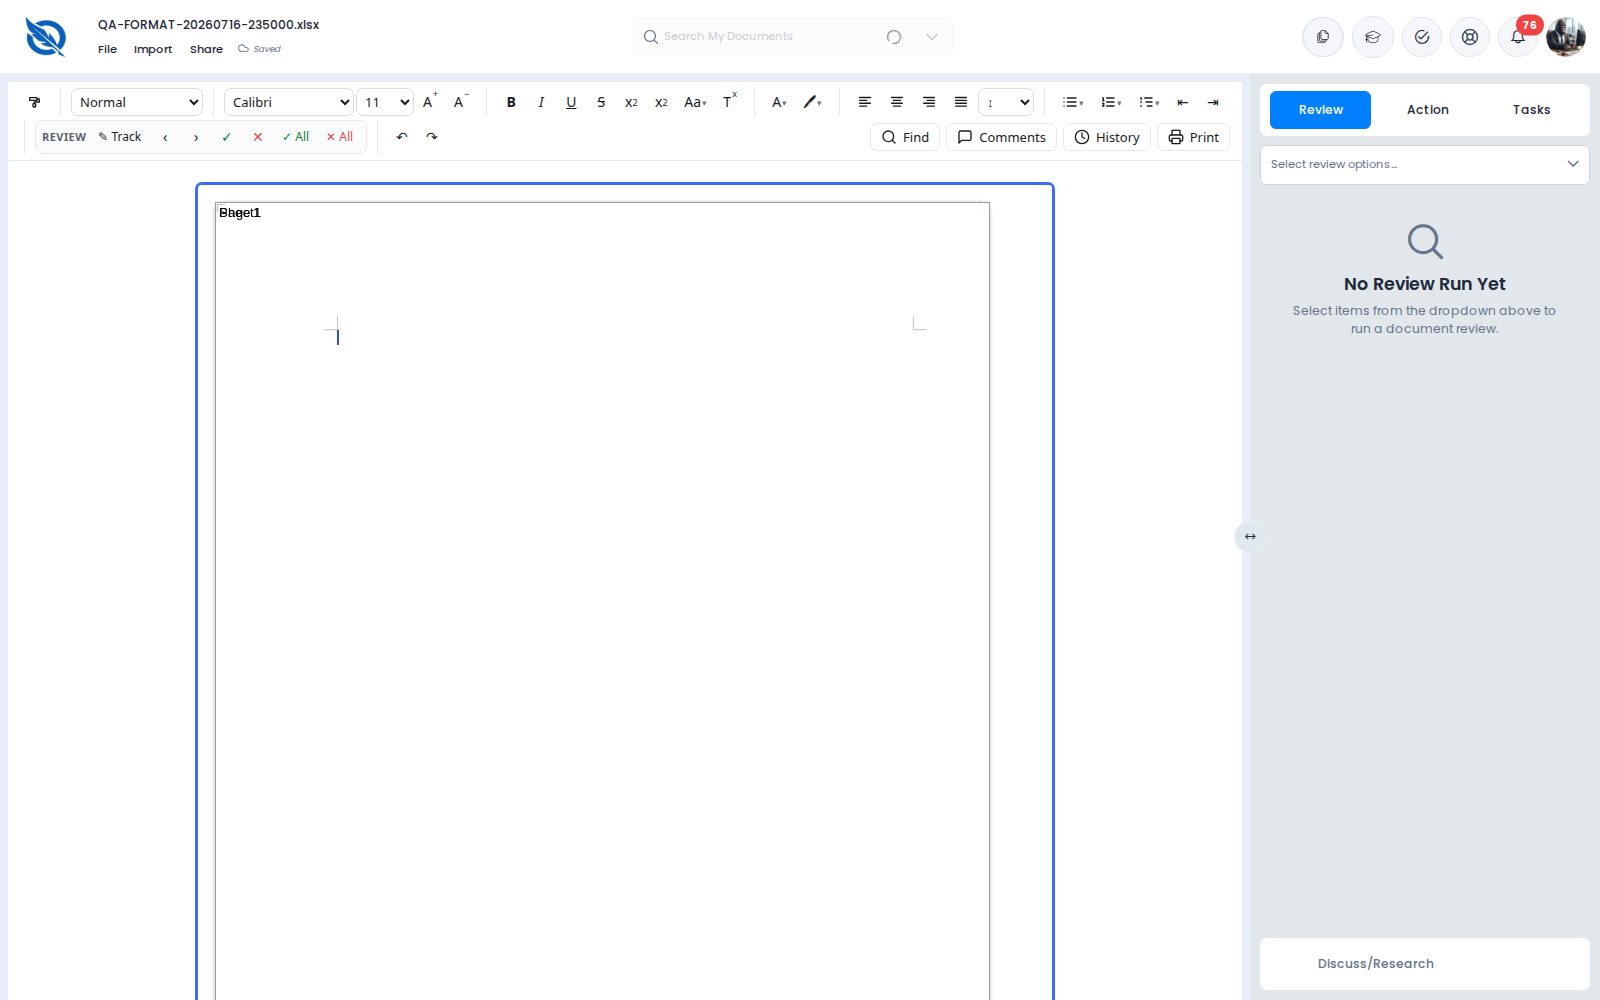 QA-FORMAT-20260716-235000.xlsx
File Import Share Saved
Search My Documents
76
Normal Calibri 11 A+ A− B I U S x2 x2 Aa Tx A ↕
REVIEW ✎ Track ‹ › ✓ ✕ ✓ All ✕ All ↶ ↷ Find Comments History Print
Review Action Tasks
Select review options...
No Review Run Yet
Select items from the dropdown above to
run a document review.
Discuss/Research